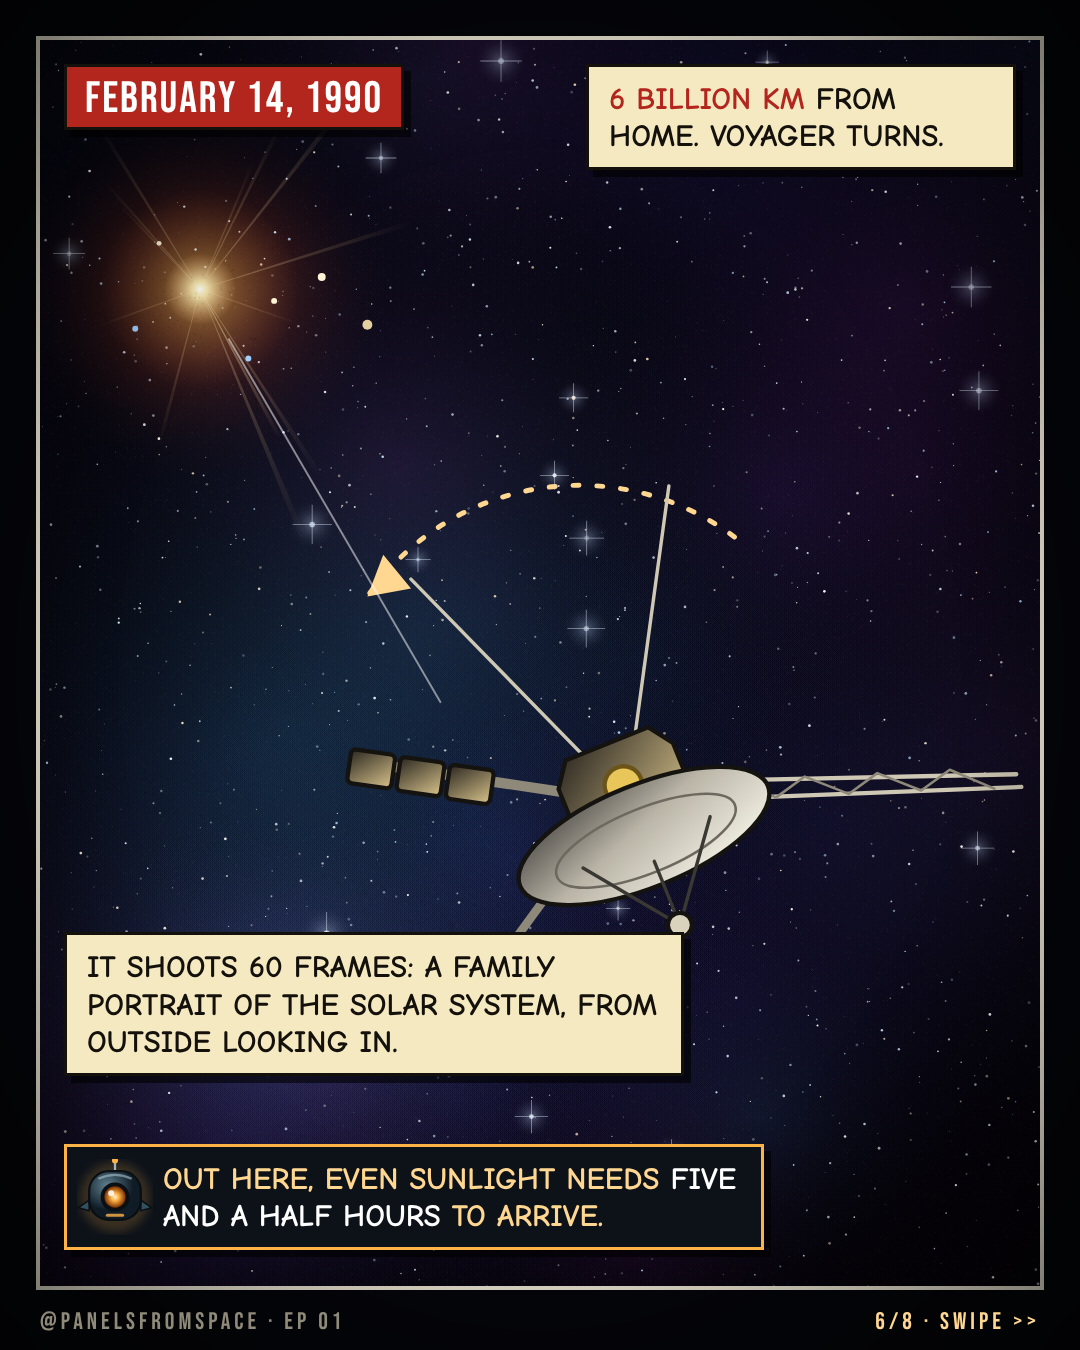 FEBRUARY 14, 1990
6 BILLION KM FROM
HOME. VOYAGER TURNS.
IT SHOOTS 60 FRAMES: A FAMILY
PORTRAIT OF THE SOLAR SYSTEM, FROM
OUTSIDE LOOKING IN.
OUT HERE, EVEN SUNLIGHT NEEDS FIVE
AND A HALF HOURS TO ARRIVE.
@PANELSFROMSPACE · EP 01
6/8 · SWIPE >>